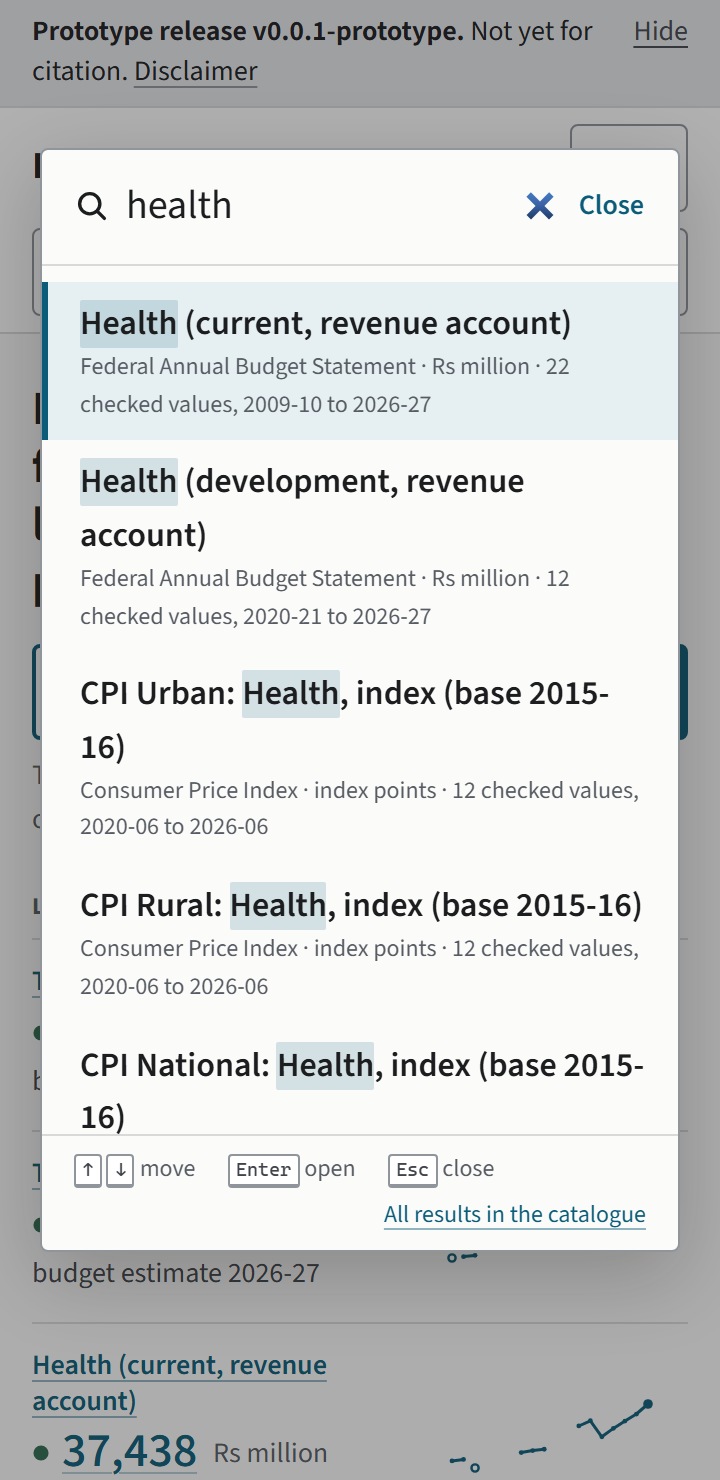 Prototype release v0.0.1-prototype. Not yet for Hide
citation. Disclaimer
health Close
Health (current, revenue account)
Federal Annual Budget Statement · Rs million · 22
checked values, 2009-10 to 2026-27
Health (development, revenue
account)
Federal Annual Budget Statement · Rs million · 12
checked values, 2020-21 to 2026-27
CPI Urban: Health, index (base 2015-
16)
Consumer Price Index · index points · 12 checked values,
2020-06 to 2026-06
CPI Rural: Health, index (base 2015-16)
Consumer Price Index · index points · 12 checked values,
2020-06 to 2026-06
CPI National: Health, index (base 2015-
16)
↑ ↓ move Enter open Esc close
All results in the catalogue
budget estimate 2026-27
Health (current, revenue
account)
37,438 Rs million